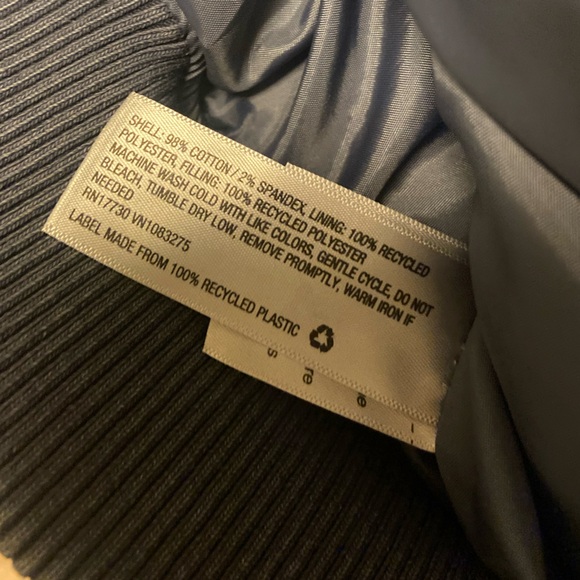 SHELL: 98% COTTON / 2% SPANDEX, LINING: 100% RECYCLED
POLYESTER, FILLING: 100% RECYCLED POLYESTER
MACHINE WASH COLD WITH LIKE COLORS, GENTLE CYCLE, DO NOT
BLEACH, TUMBLE DRY LOW, REMOVE PROMPTLY, WARM IRON IF
NEEDED
RN17730 VN1083275
LABEL MADE FROM 100% RECYCLED PLASTIC
s
re
e